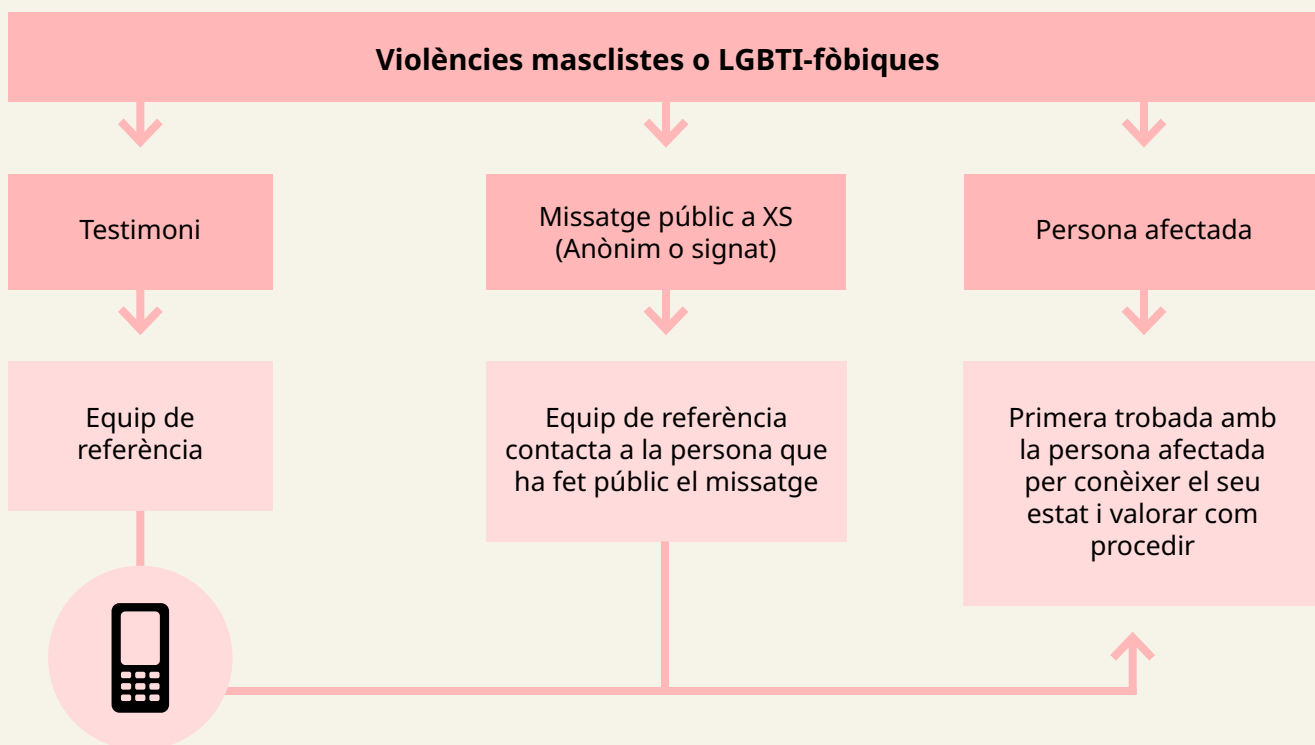 Violències masclistes o LGBTI-fòbiques
Testimoni
Missatge públic a XS
(Anònim o signat)
Persona afectada
Equip de
referència
Equip de referència
contacta a la persona que
ha fet públic el missatge
Primera trobada amb
la persona afectada
per conèixer el seu
estat i valorar com
procedir